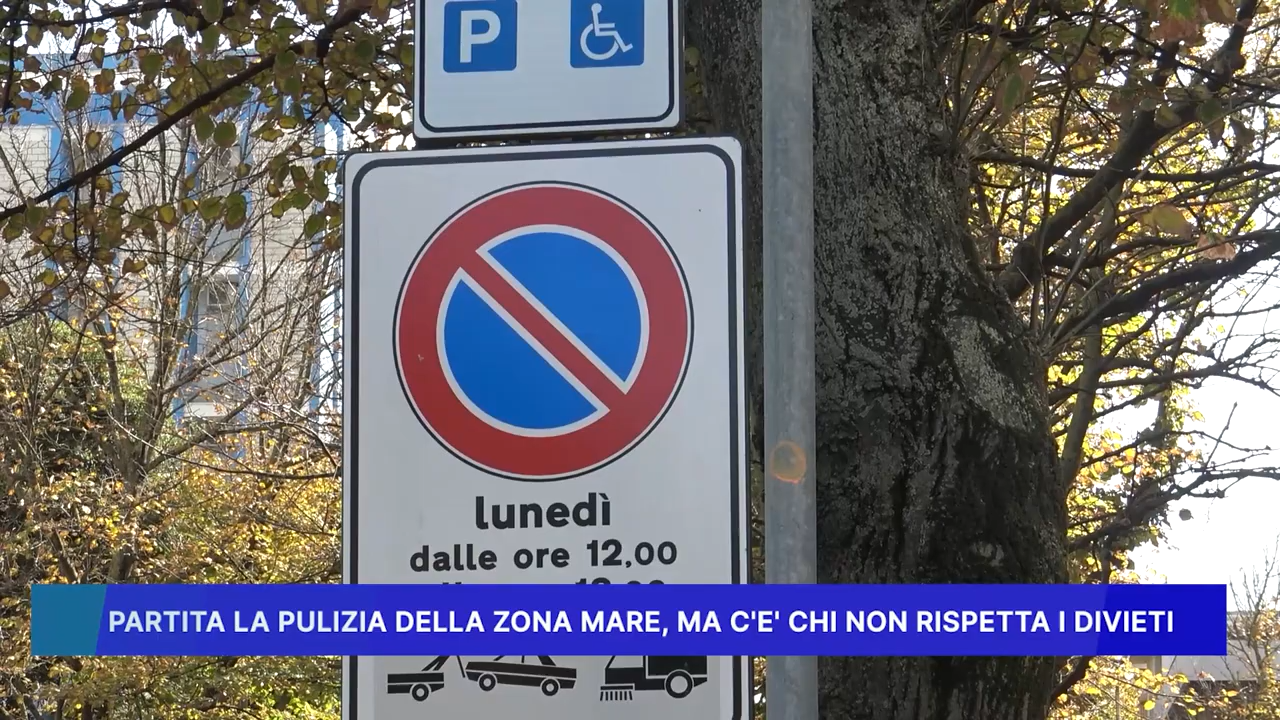 P
lunedì
dalle ore 12,00
PARTITA LA PULIZIA DELLA ZONA MARE, MA C'E' CHI NON RISPETTA I DIVIETI